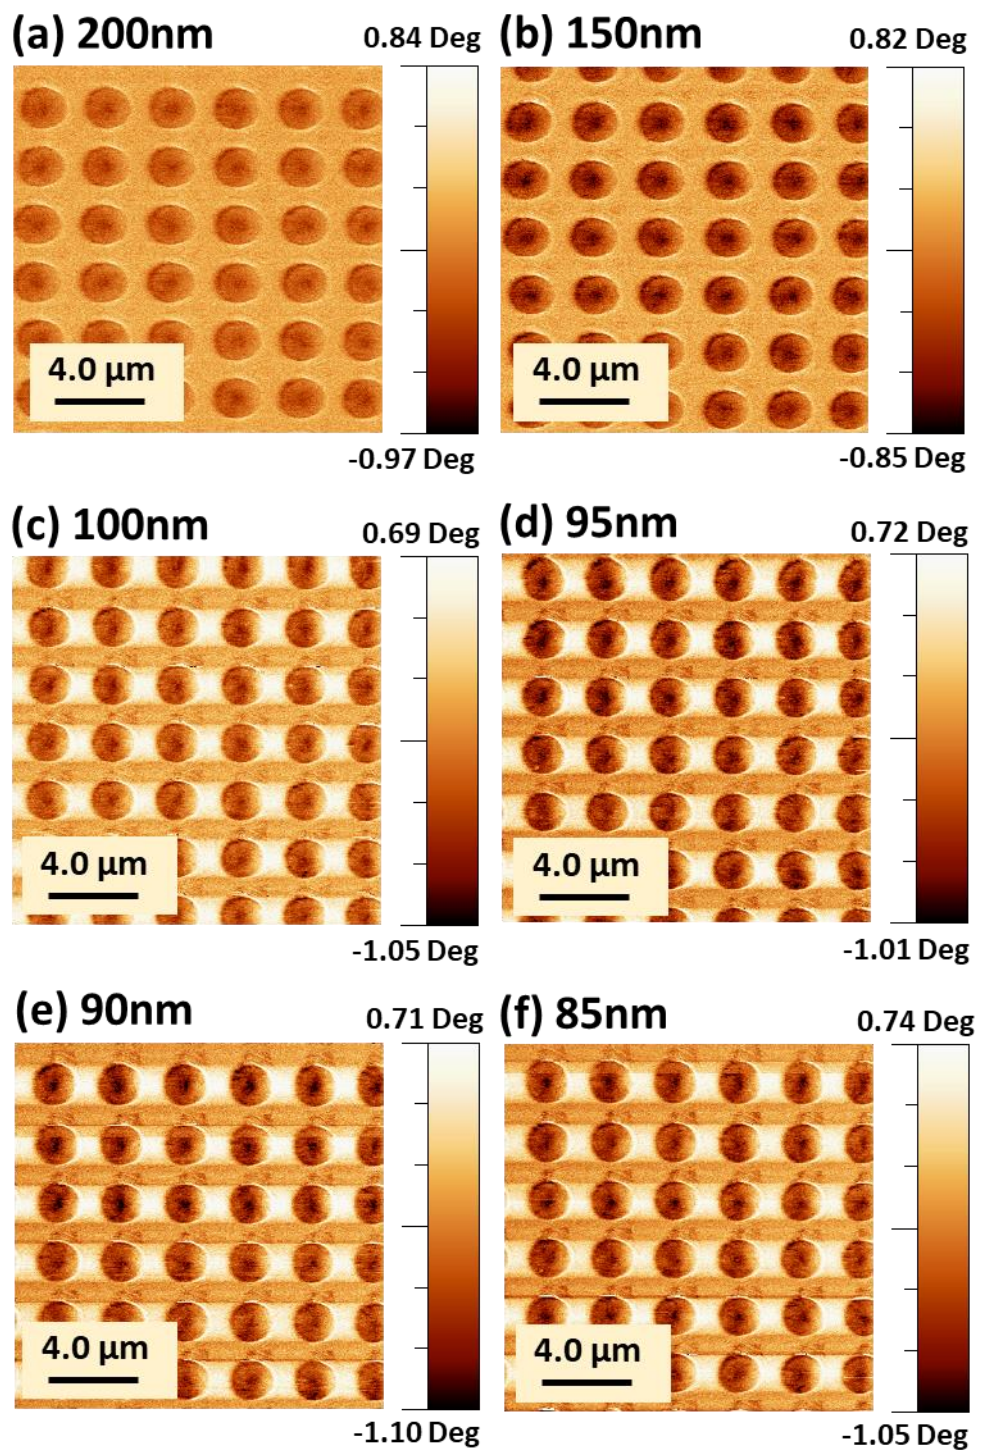 (a) 200nm
0.84 Deg
(b) 150nm
0.82 Deg
4.0 μm
4.0 μm
-0.97 Deg
-0.85 Deg
(c) 100nm
0.69 Deg
(d) 95nm
0.72 Deg
4.0 μm
4.0 μm
-1.05 Deg
-1.01 Deg
(e) 90nm
0.71 Deg
(f) 85nm
0.74 Deg
4.0 μm
4.0 μm
-1.10 Deg
-1.05 Deg